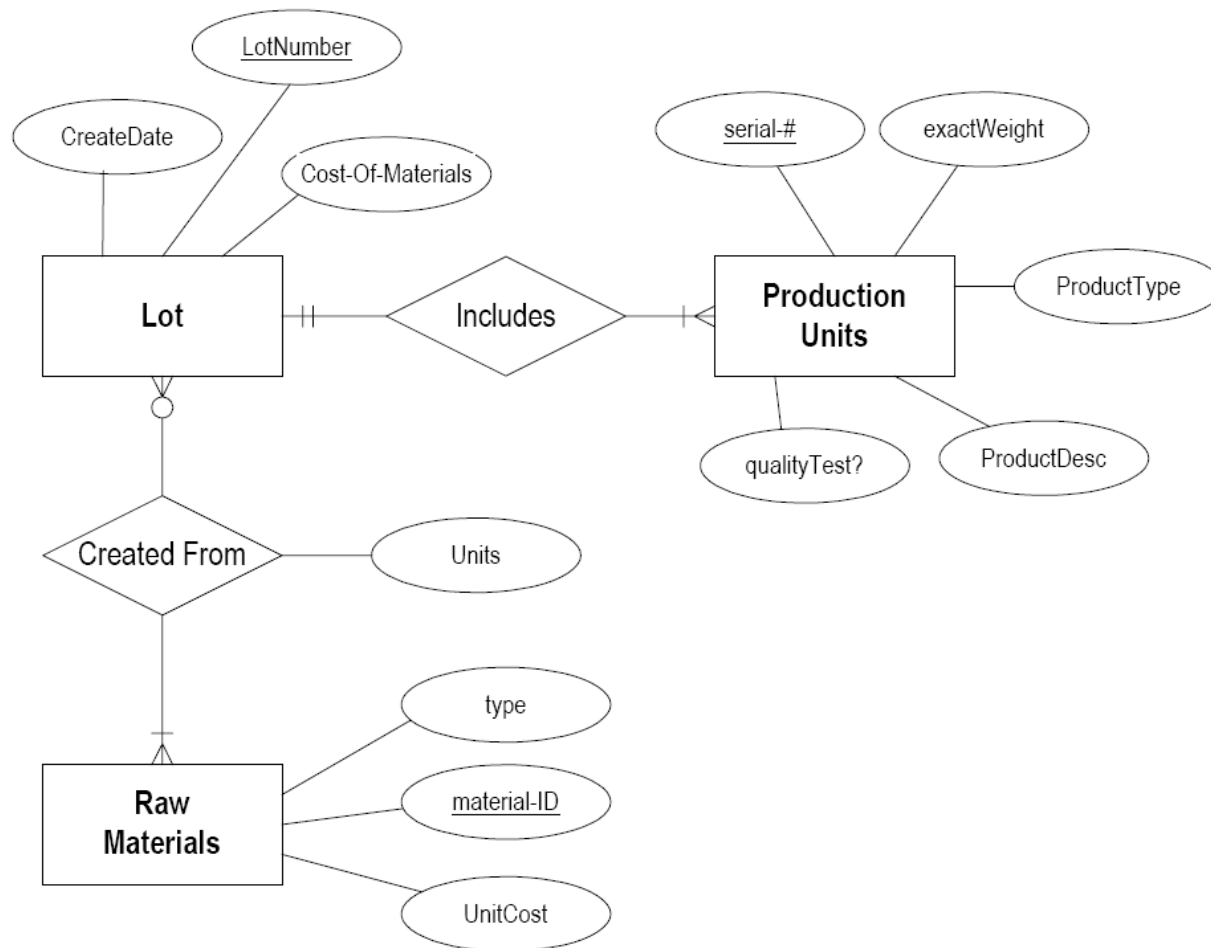 LotNumber
CreateDate
Cost-Of-Materials
serial-#
exactWeight
Lot
Includes
Production
Units
ProductType
qualityTest?
ProductDesc
Created From
Units
type
Raw
Materials
material-ID
UnitCost